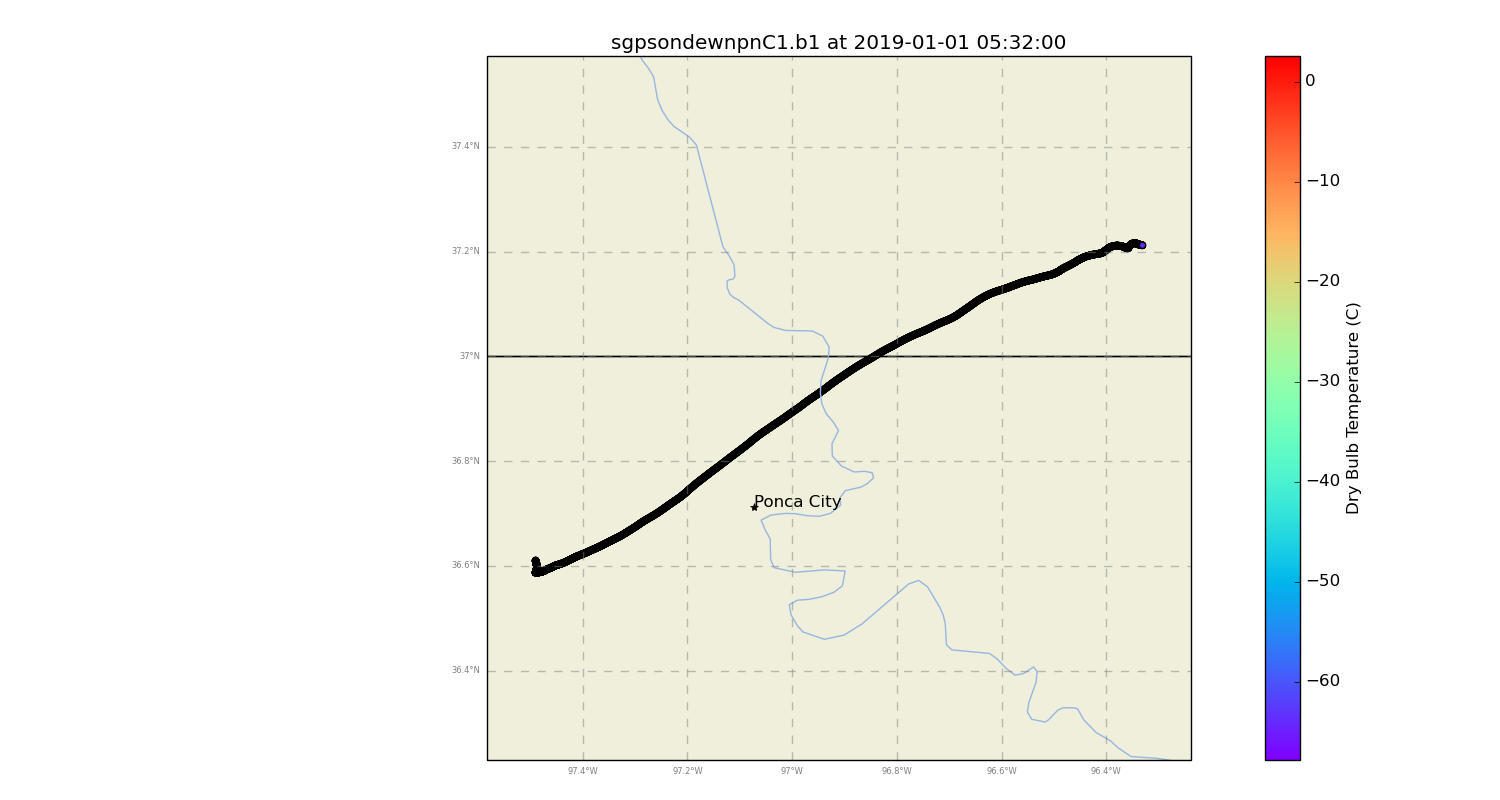 sgpsondewnpnC1.b1 at 2019-01-01 05:32:00
37.4°N
37.2°N
37°N
36.8°N
36.6°N
36.4°N
Ponca City
97.4°W 97.2°W 97°W 96.8°W 96.6°W 96.4°W
0
−10
−20
−30
−40
−50
−60
Dry Bulb Temperature (C)